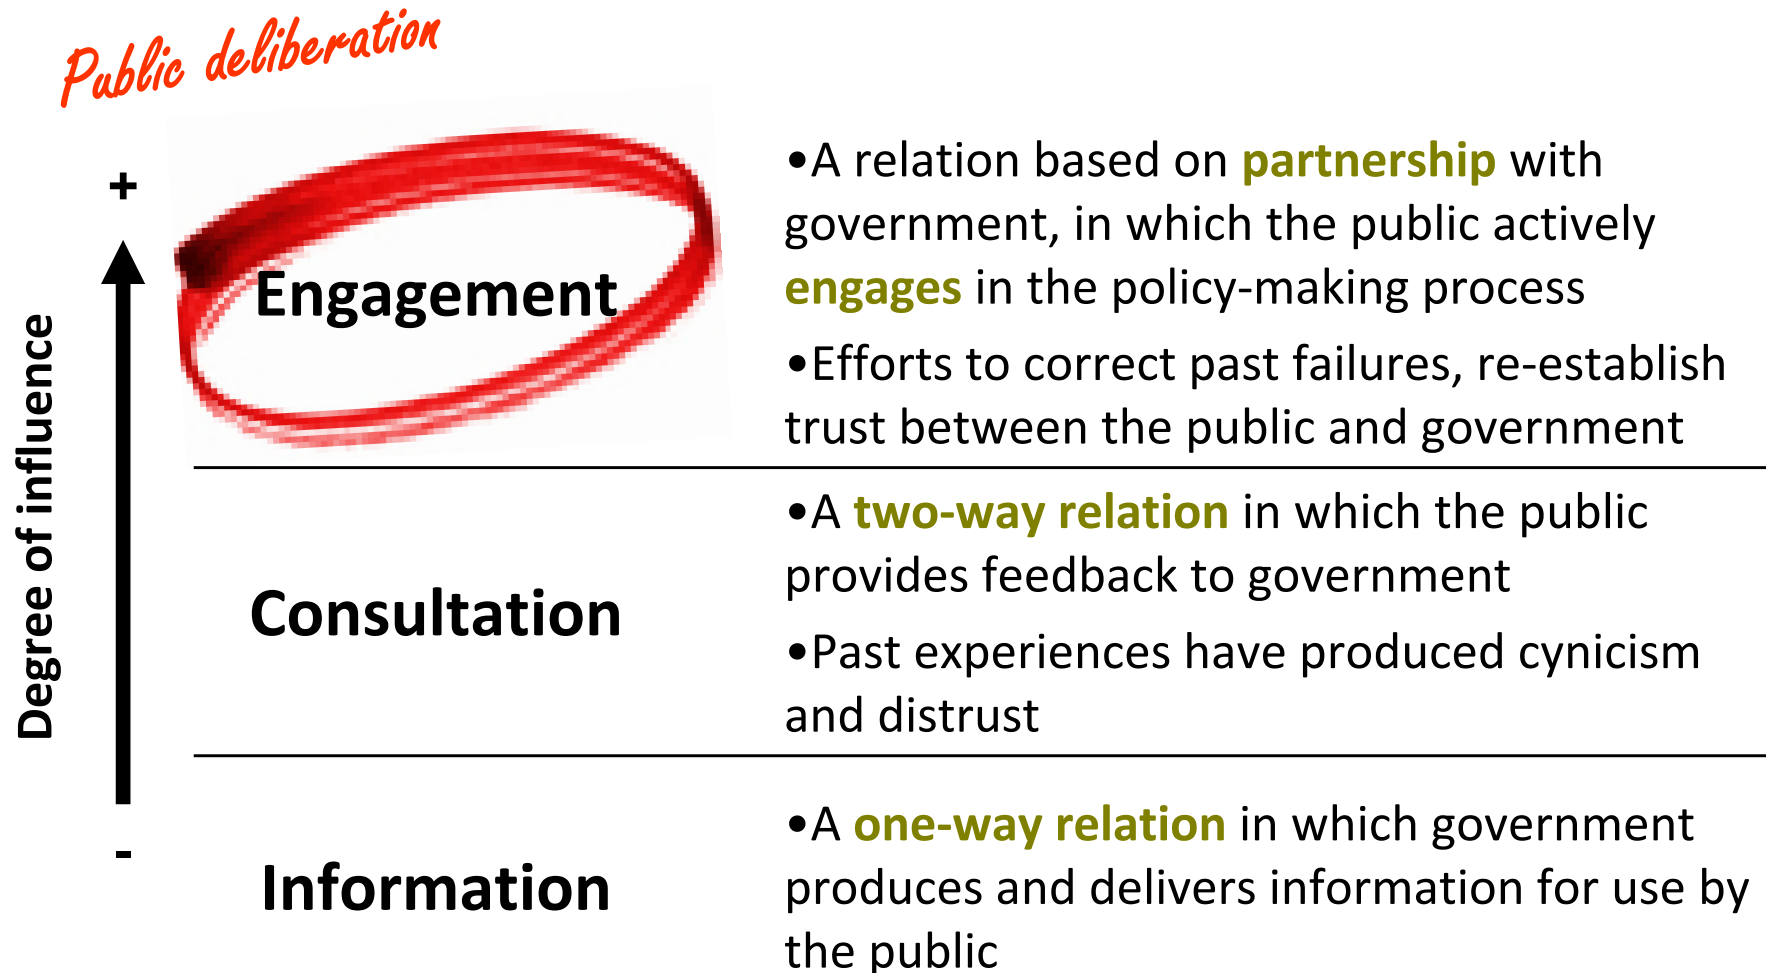 Public deliberation
+
Degree of influence
-
Engagement
•A relation based on partnership with
government, in which the public actively
engages in the policy-making process
•Efforts to correct past failures, re-establish
trust between the public and government
Consultation
•A two-way relation in which the public
provides feedback to government
•Past experiences have produced cynicism
and distrust
Information
•A one-way relation in which government
produces and delivers information for use by
the public